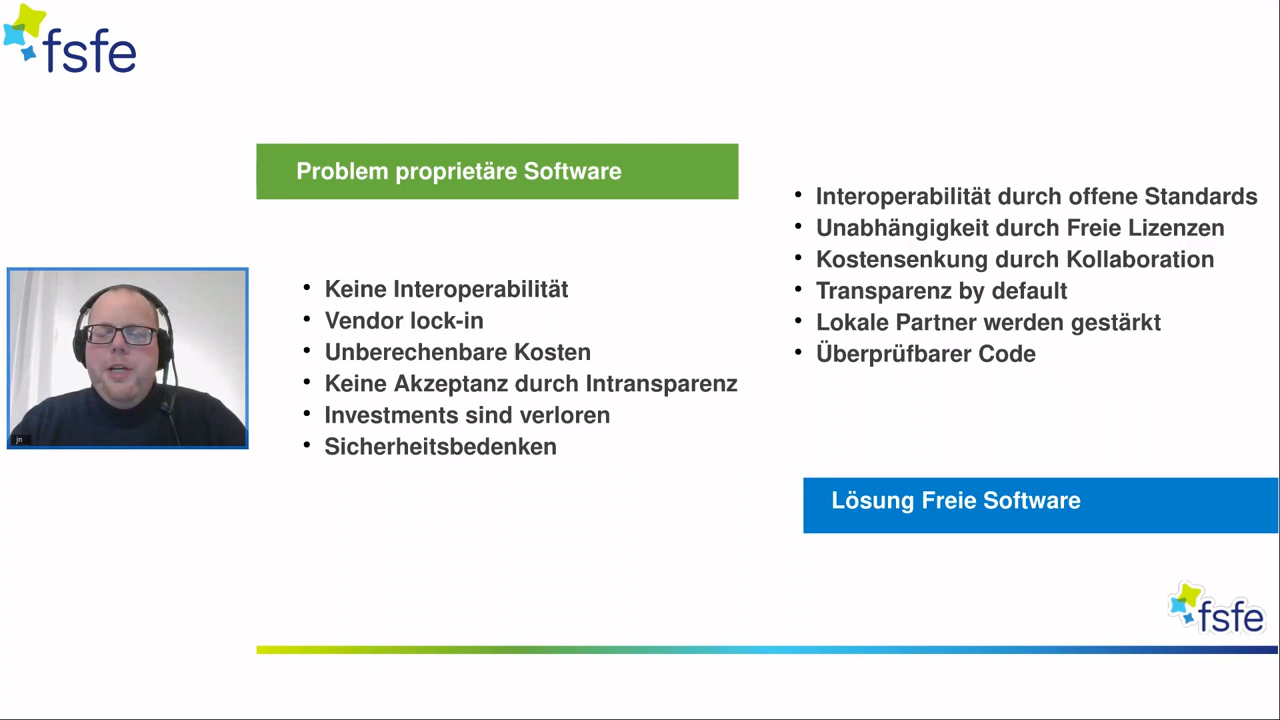 fsfe
Problem proprietäre Software
Keine Interoperabilität
Vendor lock-in
Unberechenbare Kosten
Keine Akzeptanz durch Intransparenz
Investments sind verloren
Sicherheitsbedenken
Interoperabilität durch offene Standards
Unabhängigkeit durch Freie Lizenzen
Kostensenkung durch Kollaboration
Transparenz by default
Lokale Partner werden gestärkt
Überprüfbarer Code
Lösung Freie Software
jn
fsfe